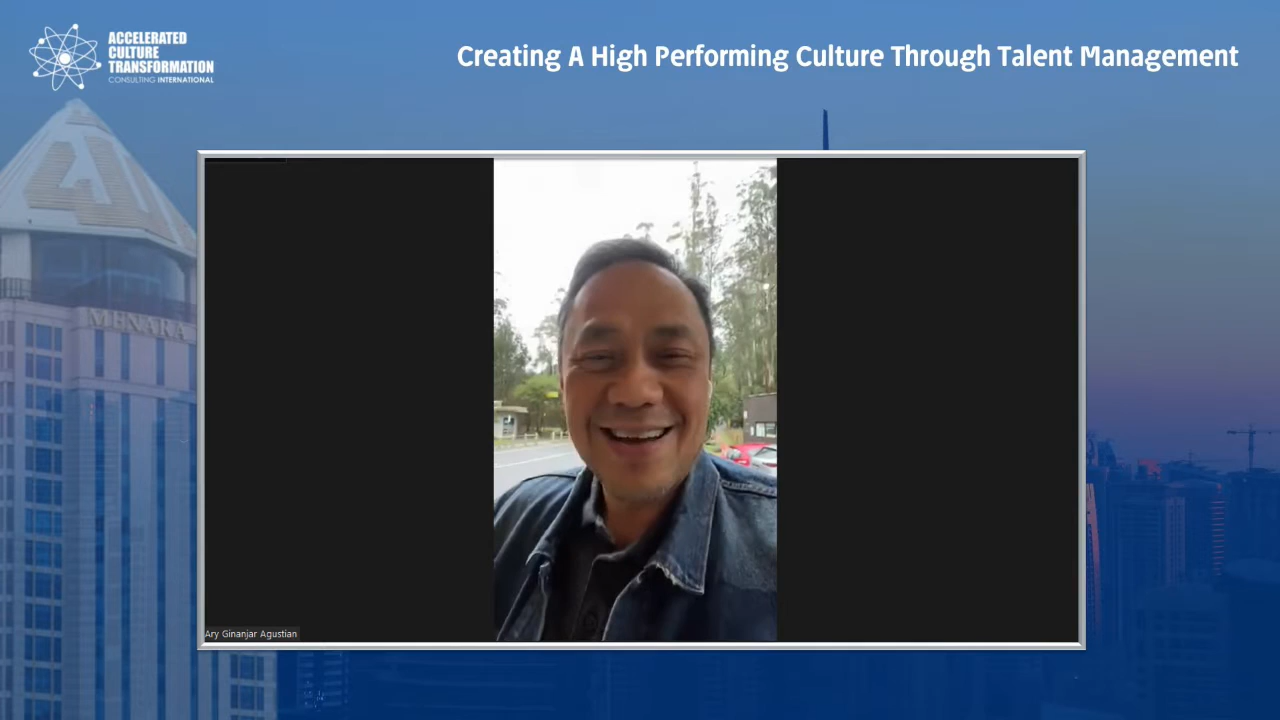 ACCELERATED
CULTURE
TRANSFORMATION
CONSULTING INTERNATIONAL
Creating A High Performing Culture Through Talent Management
MENARA
Ary Ginanjar Agustian